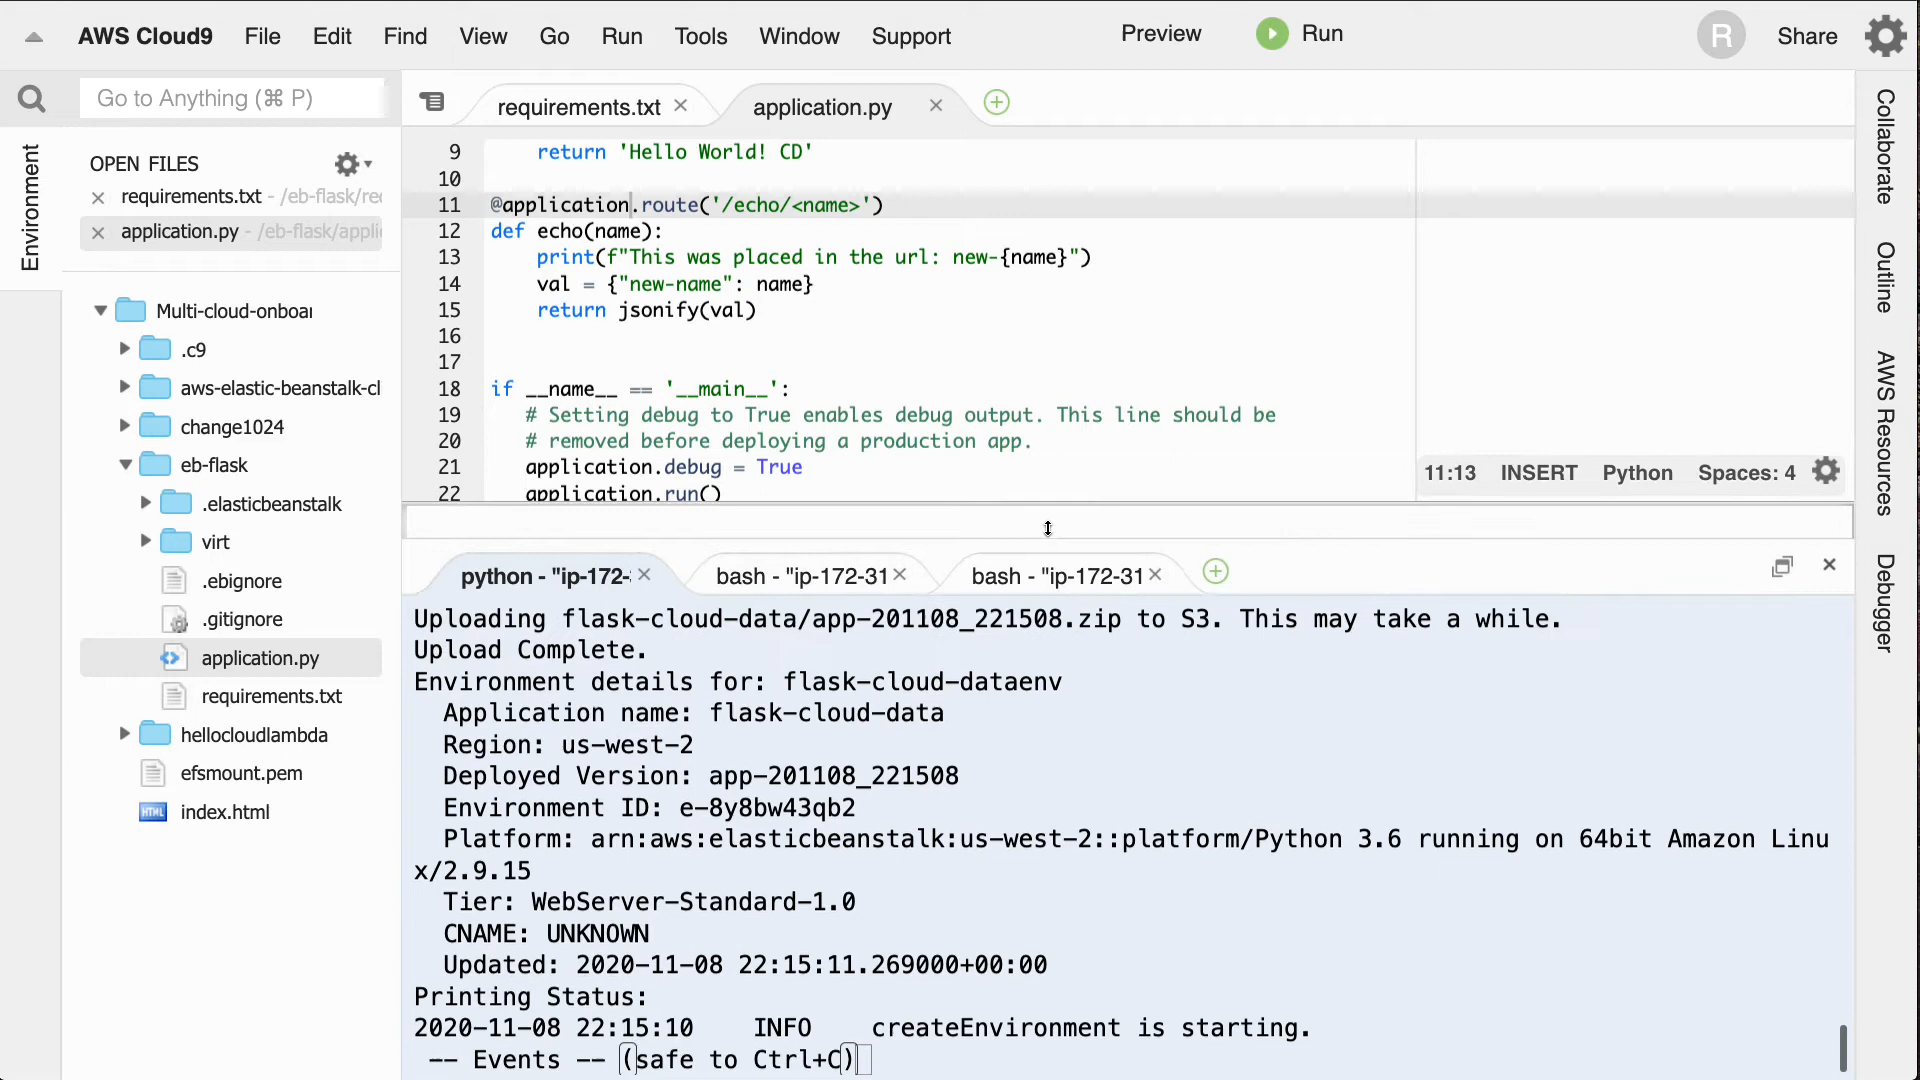 AWS Cloud9 File Edit Find View Go Run Tools Window Support Preview Run R Share
Go to Anything (⌘ P)
requirements.txt
application.py
Environment
OPEN FILES
requirements.txt - /eb-flask/rec
application.py - /eb-flask/appli
Multi-cloud-onboar
.c9
aws-elastic-beanstalk-cl
change1024
eb-flask
.elasticbeanstalk
virt
.ebignore
.gitignore
application.py
requirements.txt
hellocloudlambda
efsmount.pem
HTML index.html
9 return 'Hello World! CD'
10
11 @application.route('/echo/<name>')
12 def echo(name):
13 print(f"This was placed in the url: new-{name}")
14 val = {"new-name": name}
15 return jsonify(val)
16
17
18 if __name__ == '__main__':
19 # Setting debug to True enables debug output. This line should be
20 # removed before deploying a production app.
21 application.debug = True
22 application.run()
11:13 INSERT Python Spaces: 4
python - "ip-172-
bash - "ip-172-31
bash - "ip-172-31
Uploading flask-cloud-data/app-201108_221508.zip to S3. This may take a while.
Upload Complete.
Environment details for: flask-cloud-dataenv
Application name: flask-cloud-data
Region: us-west-2
Deployed Version: app-201108_221508
Environment ID: e-8y8bw43qb2
Platform: arn:aws:elasticbeanstalk:us-west-2::platform/Python 3.6 running on 64bit Amazon Linu
x/2.9.15
Tier: WebServer-Standard-1.0
CNAME: UNKNOWN
Updated: 2020-11-08 22:15:11.269000+00:00
Printing Status:
2020-11-08 22:15:10 INFO createEnvironment is starting.
-- Events -- (safe to Ctrl+C)
Collaborate
Outline
AWS Resources
Debugger